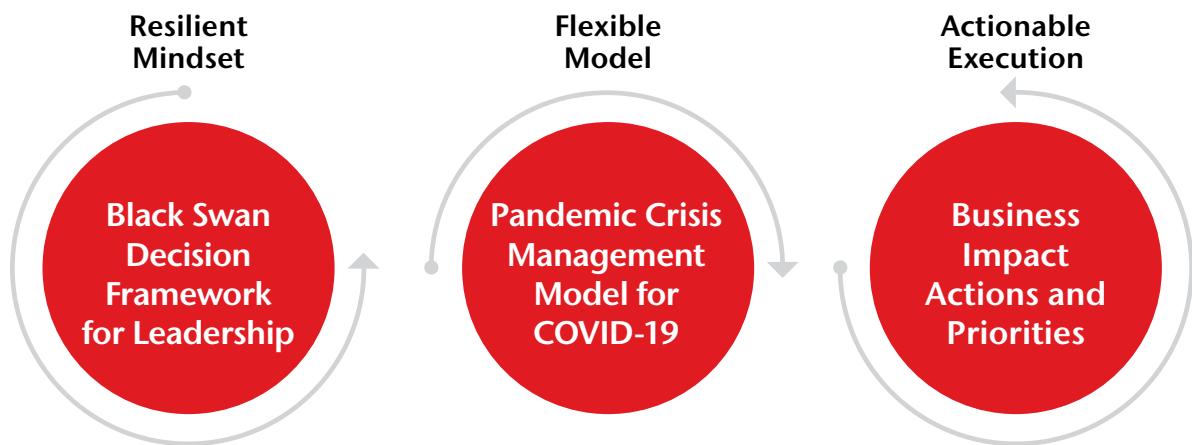 Resilient
Mindset
Flexible
Model
Actionable
Execution
Black Swan
Decision
Framework
for Leadership
Pandemic Crisis
Management
Model for
COVID-19
Business
Impact
Actions and
Priorities